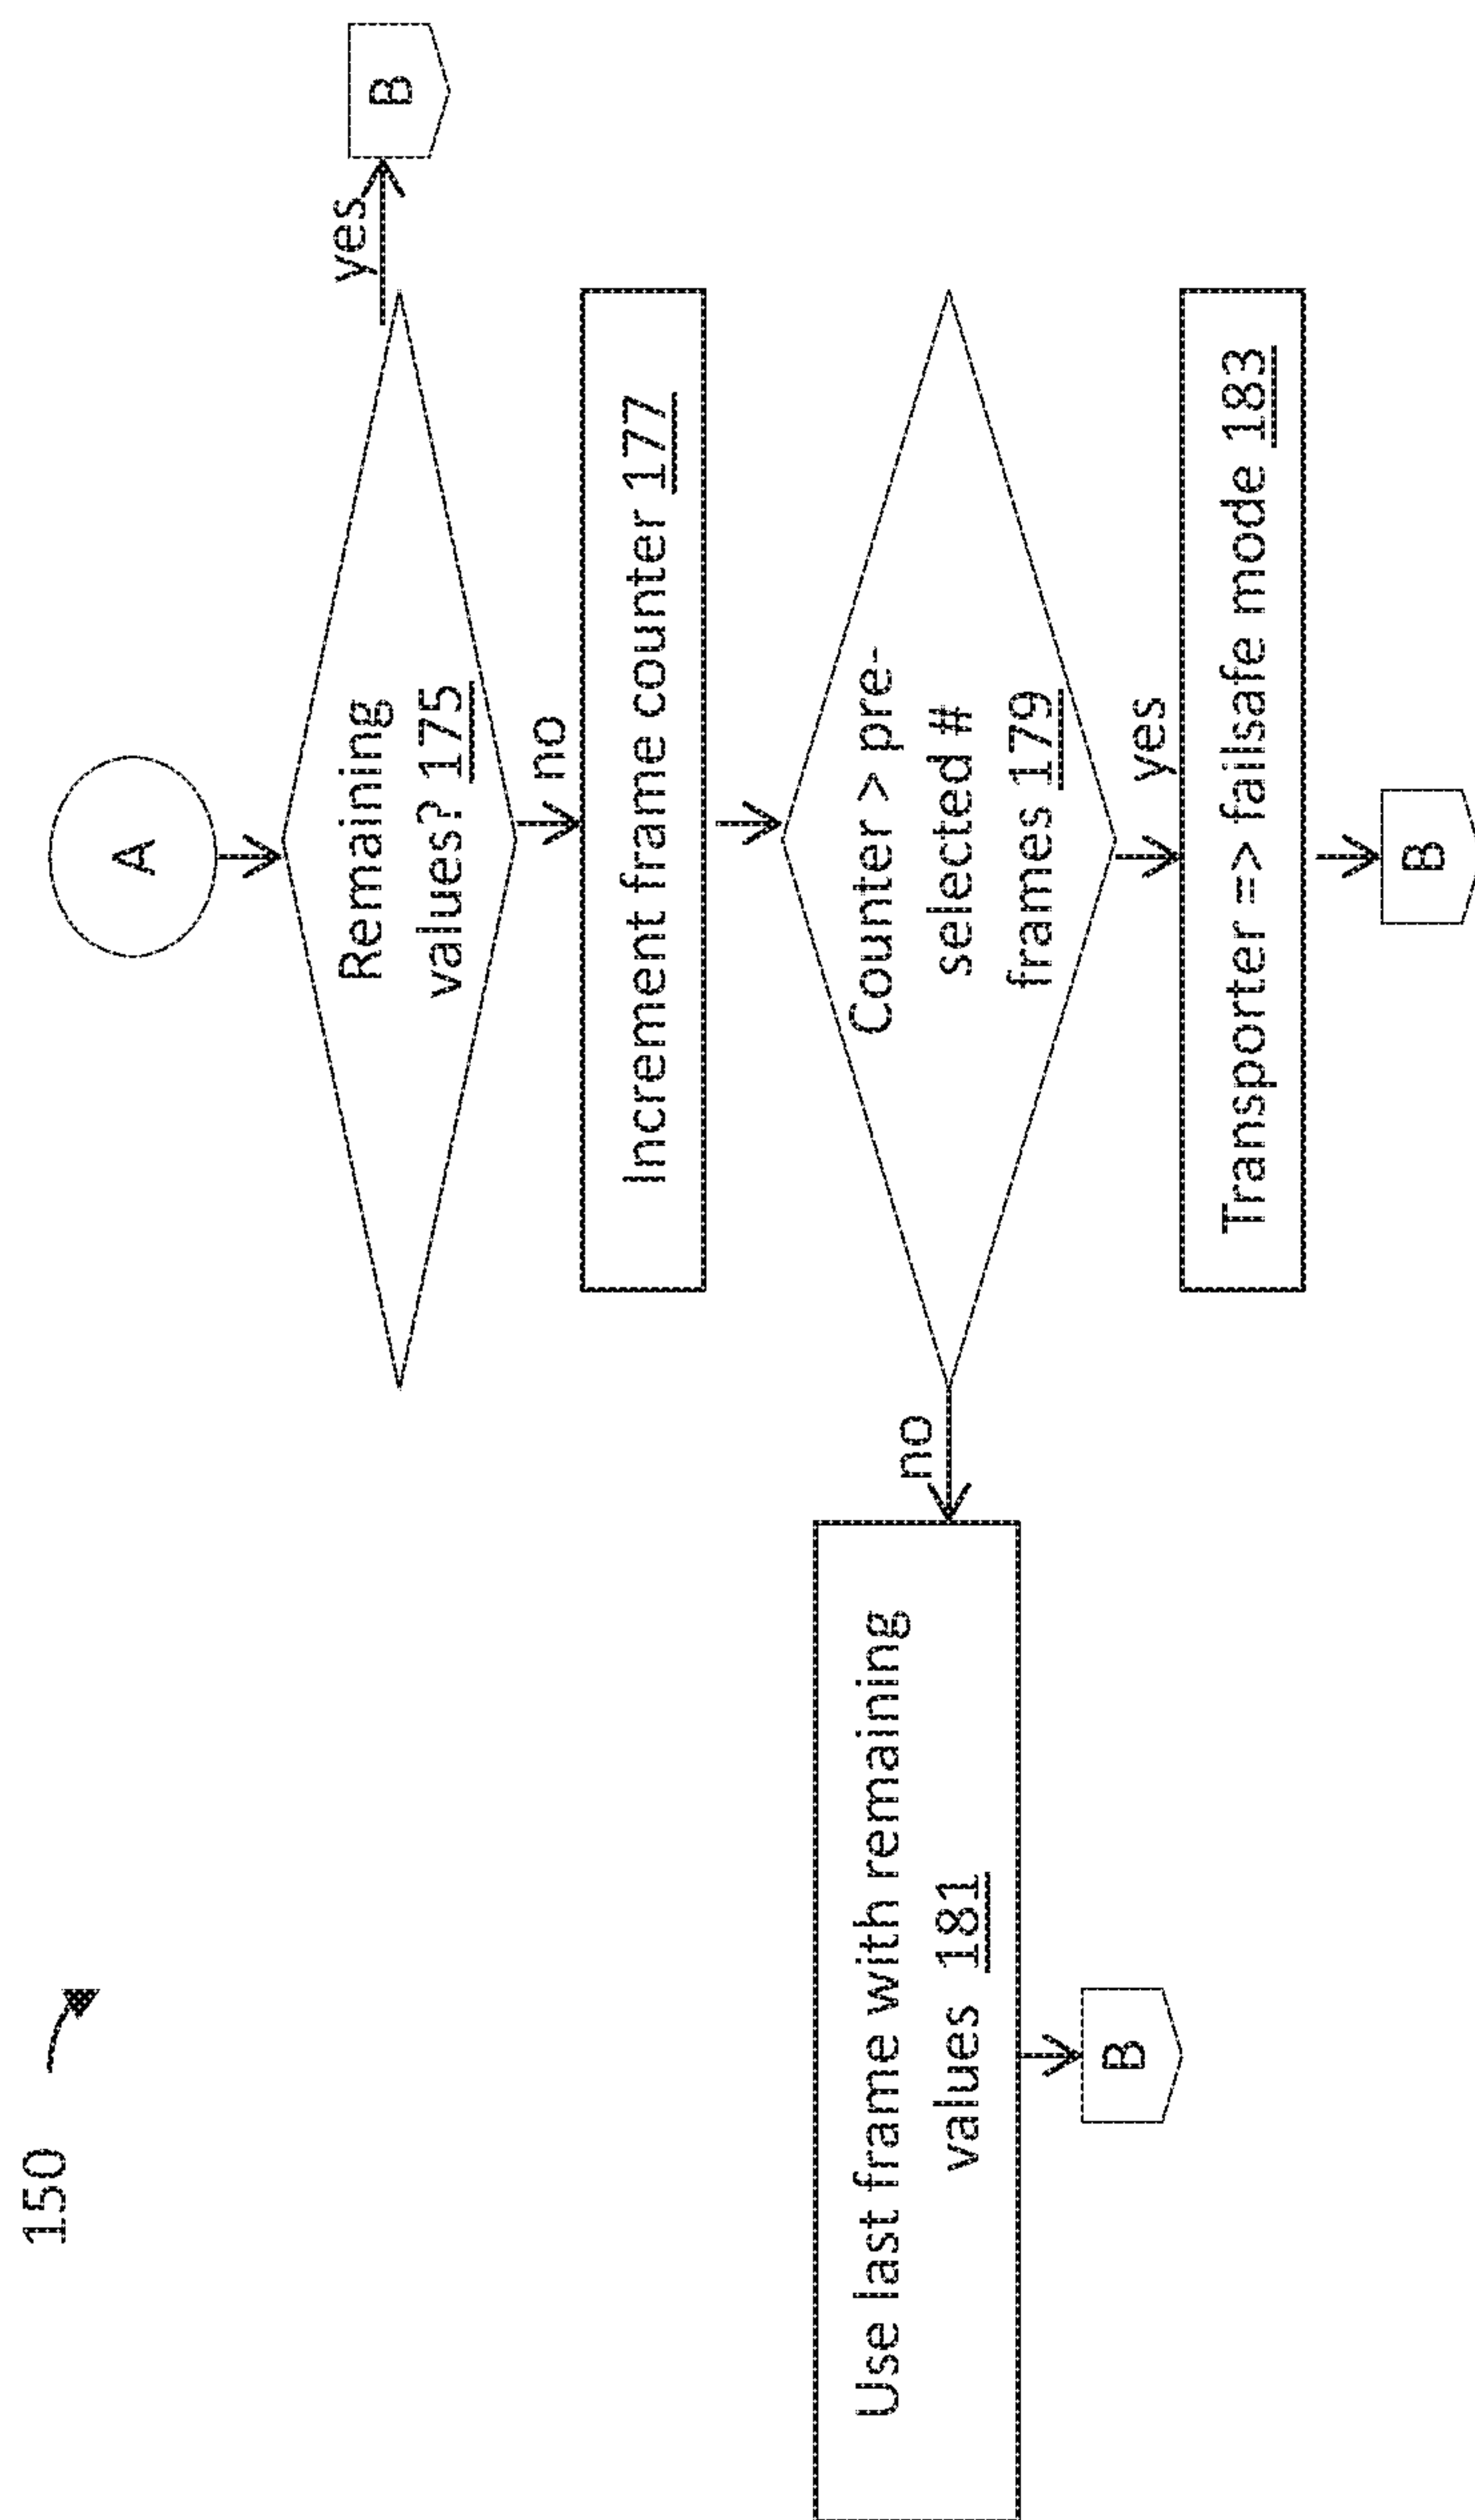 150
A
Remaining
values? 175
yes
B
no
Increment frame counter 177
Counter > pre-
selected #
frames 179
no
Use last frame with remaining
values 181
B
yes
Transporter => failsafe mode 183
B